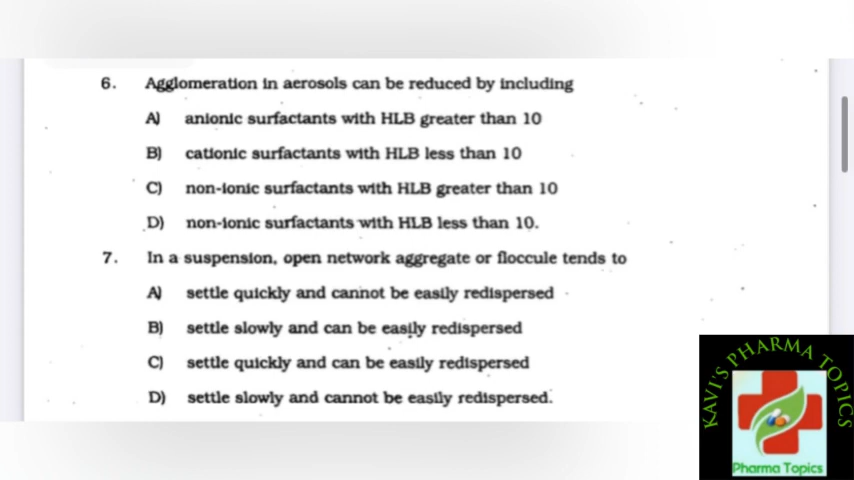 6. Agglomeration in aerosols can be reduced by including
A) anionic surfactants with HLB greater than 10
B) cationic surfactants with HLB less than 10
C) non-ionic surfactants with HLB greater than 10
D) non-ionic surfactants with HLB less than 10.
7. In a suspension, open network aggregate or floccule tends to
A) settle quickly and cannot be easily redispersed
B) settle slowly and can be easily redispersed
C) settle quickly and can be easily redispersed
D) settle slowly and cannot be easily redispersed.
KAVI'S PHARMA TOPICS
Pharma Topics